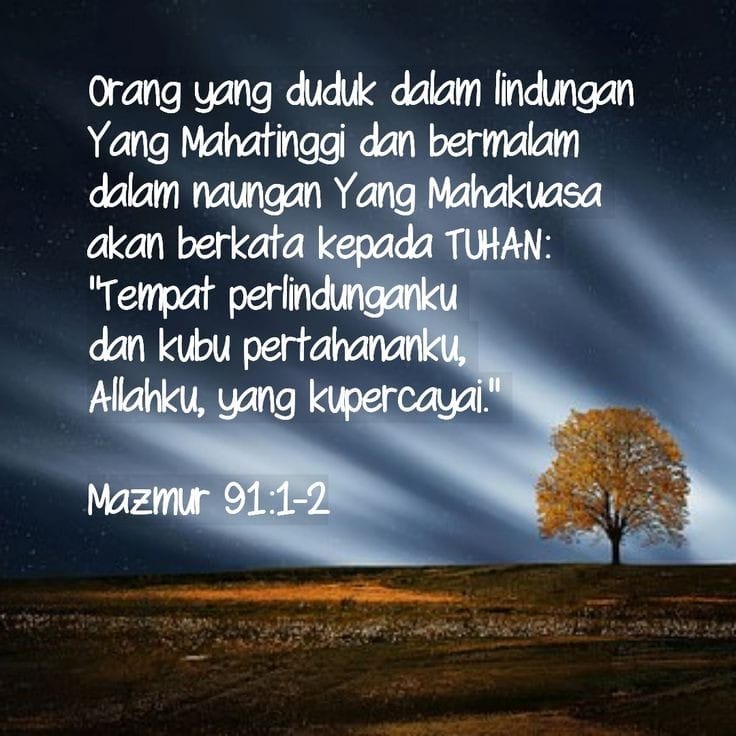 Orang yang duduk dalam lindungan
Yang Mahatinggi dan bermalam
dalam naungan Yang Mahakuasa
akan berkata kepada TUHAN:
"Tempat perlindunganku
dan kubu pertahananku,
Allahku, yang kupercayai."
Mazmur 91:1-2